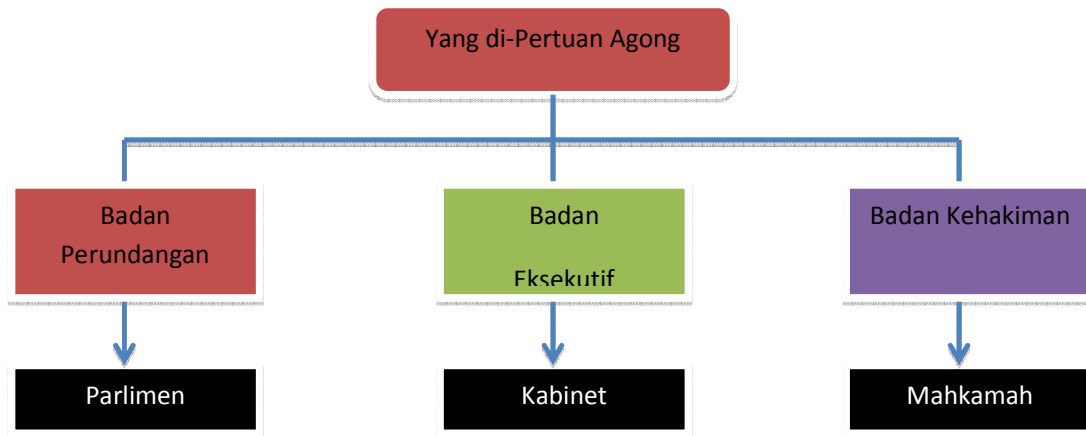 Yang di-Pertuan Agong
Badan
Perundangan
Badan
Eksekutif
Badan Kehakiman
Parlimen
Kabinet
Mahkamah